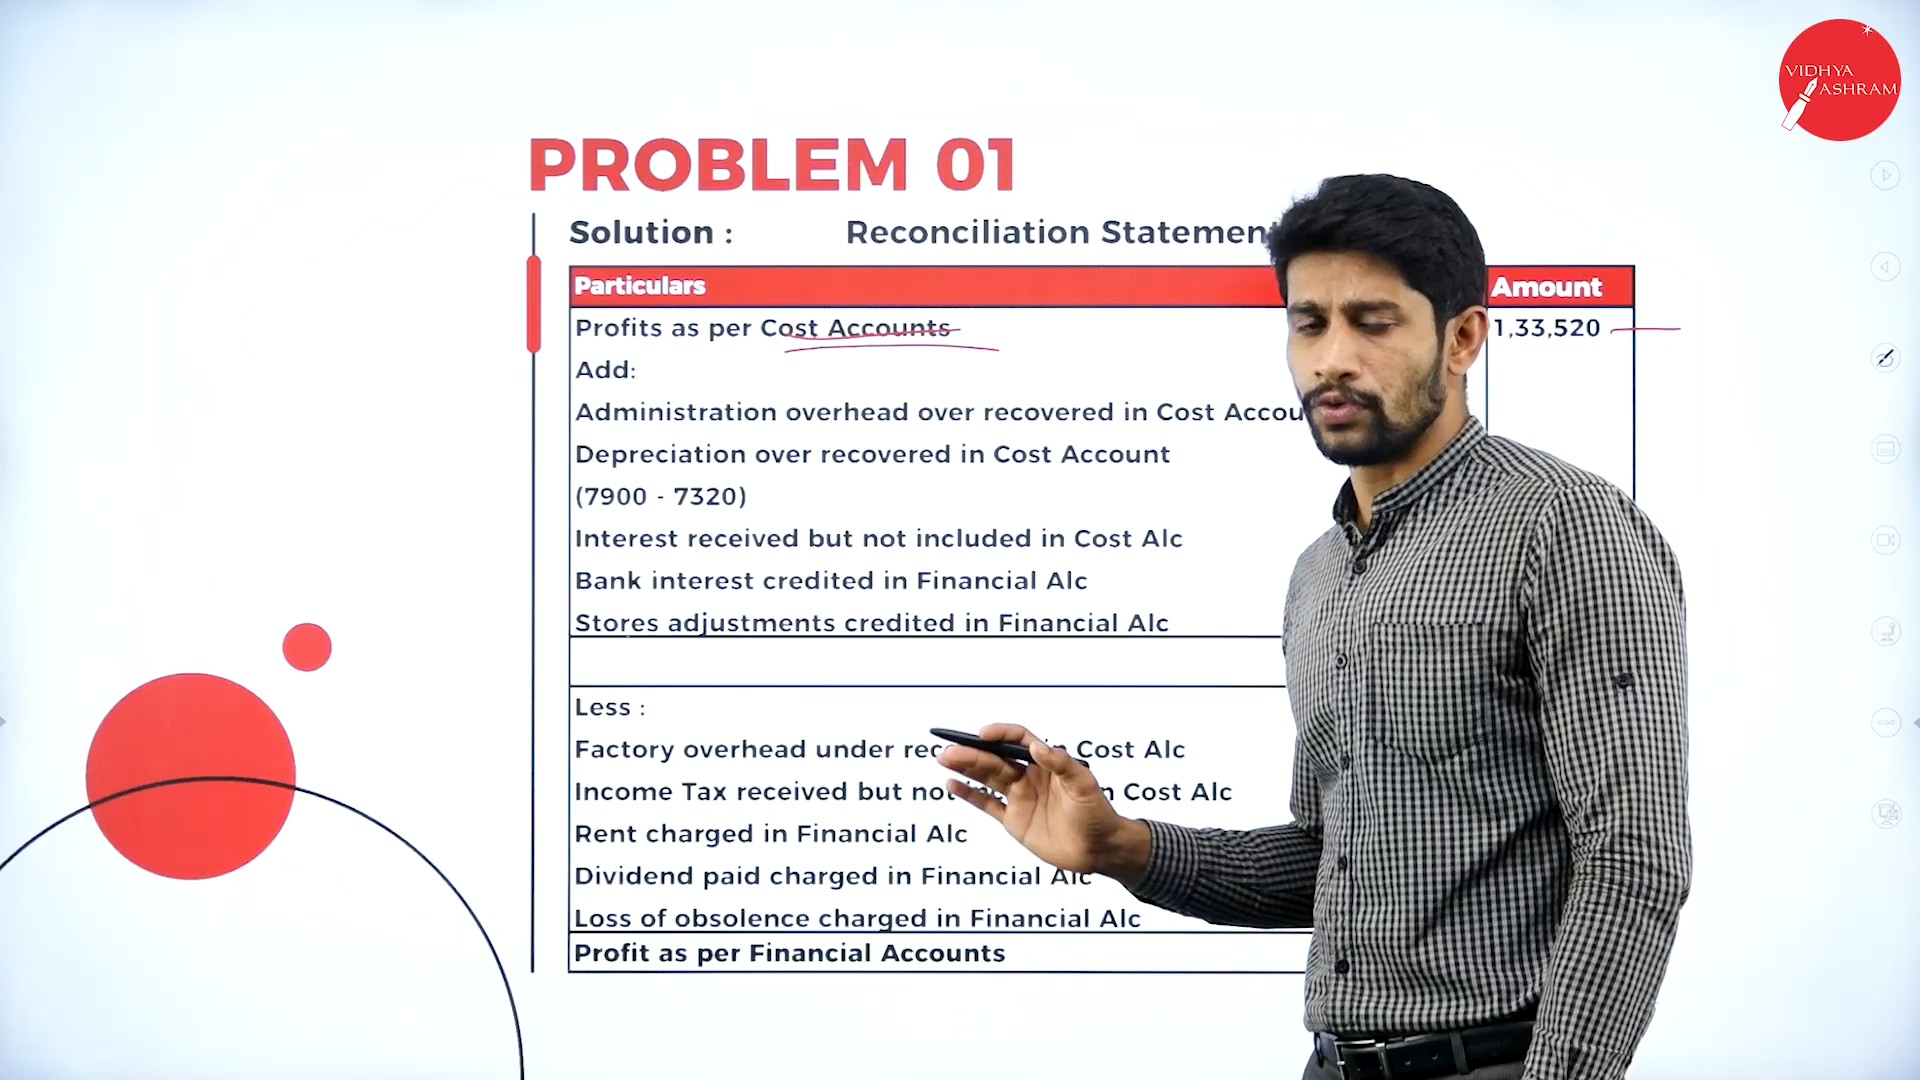 VIDHYA
ASHRAM
PROBLEM 01
Solution : Reconciliation Statement
Particulars Amount
Profits as per Cost Accounts 1,33,520
Add:
Administration overhead over recovered in Cost
Depreciation over recovered in Cost Account
(7900 - 7320)
Interest received but not included in Cost Alc
Bank interest credited in Financial Alc
Stores adjustments credited in Financial Alc
Less :
Factory overhead under Cost Alc
Income Tax received but not Cost Alc
Rent charged in Financial Alc
Dividend paid charged in Financial Alc
Loss of obsolence charged in Financial Alc
Profit as per Financial Accounts